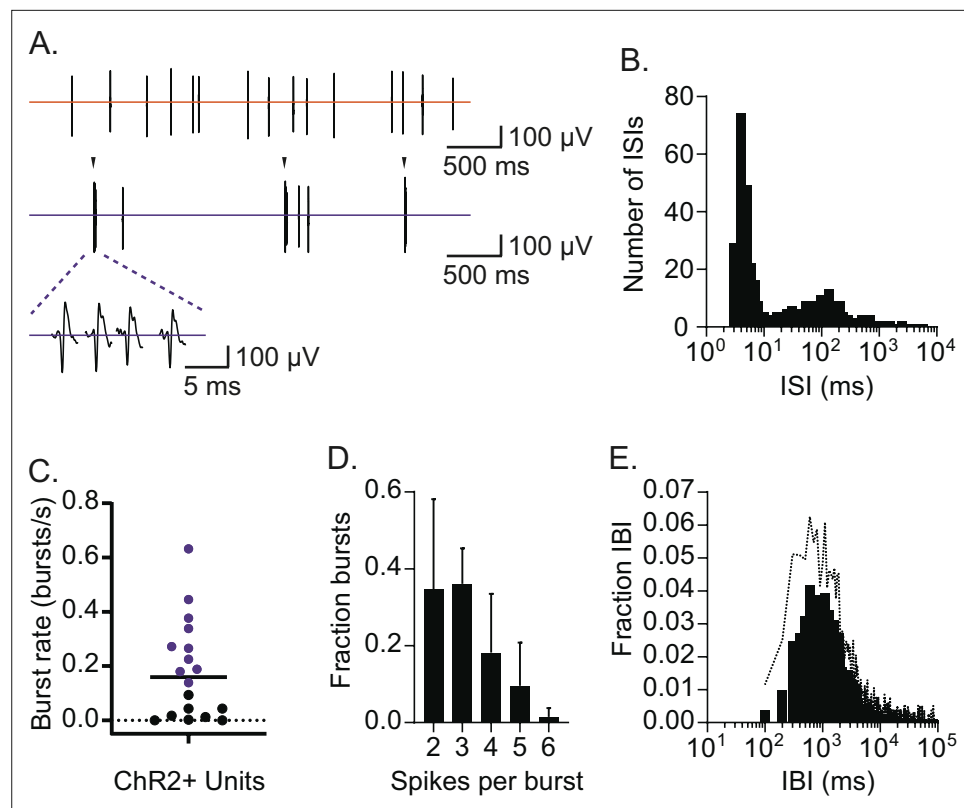 A.
100 µV
500 ms
100 µV
500 ms
100 µV
5 ms
B.
Number of ISIs
80
60
40
20
0
10^0 10^1 10^2 10^3 10^4
ISI (ms)
C.
Burst rate (bursts/s)
0.8
0.6
0.4
0.2
0.0
ChR2+ Units
D.
Fraction bursts
0.6
0.4
0.2
0.0
2 3 4 5 6
Spikes per burst
E.
Fraction IBI
0.07
0.06
0.05
0.04
0.03
0.02
0.01
0.00
10^1 10^2 10^3 10^4 10^5
IBI (ms)